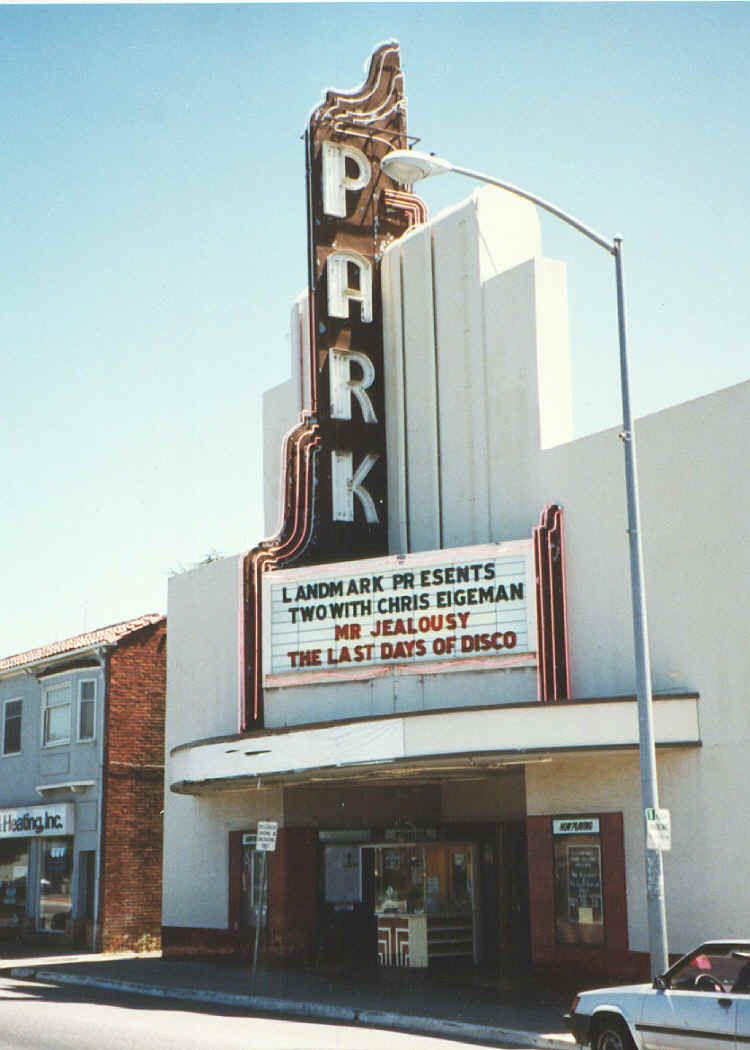 PARK
LANDMARK PRESENTS
TWO WITH CHRIS EIGEMAN
MR JEALOUSY
THE LAST DAYS OF DISCO
Heating, Inc.
NOW PLAYING